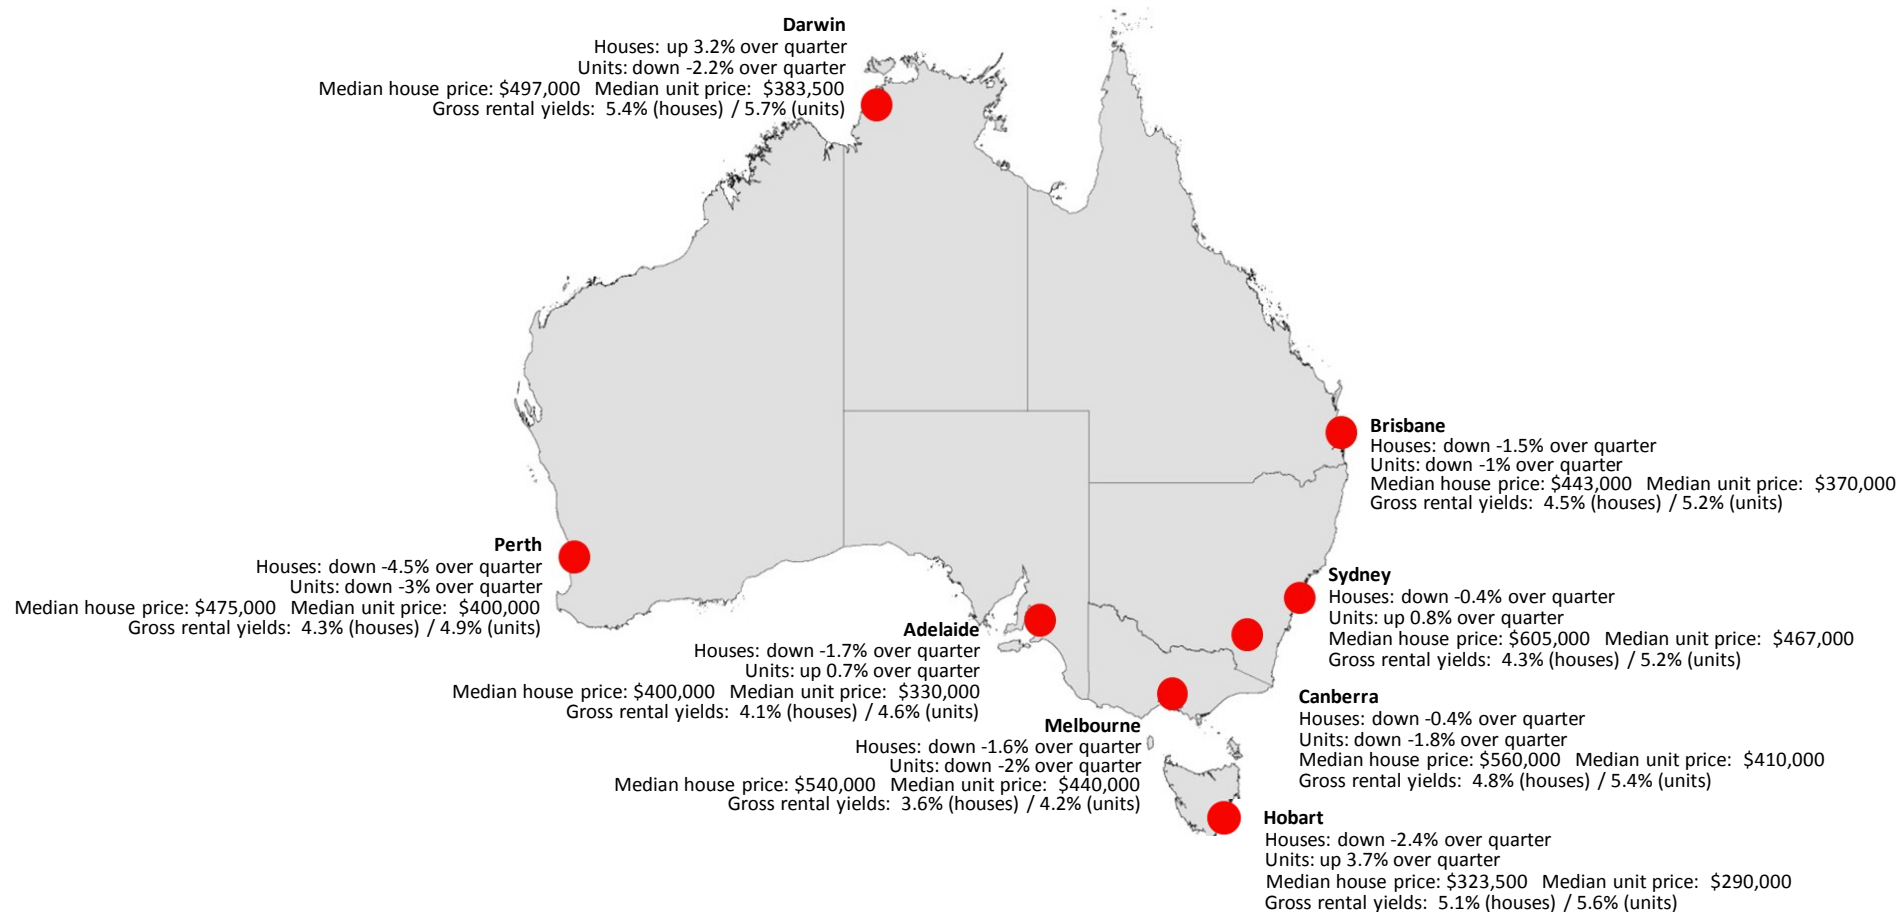 Darwin
Houses: up 3.2% over quarter
Units: down -2.2% over quarter
Median house price: $497,000 Median unit price: $383,500
Gross rental yields: 5.4% (houses) / 5.7% (units)
Brisbane
Houses: down -1.5% over quarter
Units: down -1% over quarter
Median house price: $443,000 Median unit price: $370,000
Gross rental yields: 4.5% (houses) / 5.2% (units)
Perth
Houses: down -4.5% over quarter
Units: down -3% over quarter
Median house price: $475,000 Median unit price: $400,000
Gross rental yields: 4.3% (houses) / 4.9% (units)
Sydney
Houses: down -0.4% over quarter
Units: up 0.8% over quarter
Median house price: $605,000 Median unit price: $467,000
Gross rental yields: 4.3% (houses) / 5.2% (units)
Adelaide
Houses: down -1.7% over quarter
Units: up 0.7% over quarter
Median house price: $400,000 Median unit price: $330,000
Gross rental yields: 4.1% (houses) / 4.6% (units)
Canberra
Houses: down -0.4% over quarter
Units: down -1.8% over quarter
Median house price: $560,000 Median unit price: $410,000
Gross rental yields: 4.8% (houses) / 5.4% (units)
Melbourne
Houses: down -1.6% over quarter
Units: down -2% over quarter
Median house price: $540,000 Median unit price: $440,000
Gross rental yields: 3.6% (houses) / 4.2% (units)
Hobart
Houses: down -2.4% over quarter
Units: up 3.7% over quarter
Median house price: $323,500 Median unit price: $290,000
Gross rental yields: 5.1% (houses) / 5.6% (units)